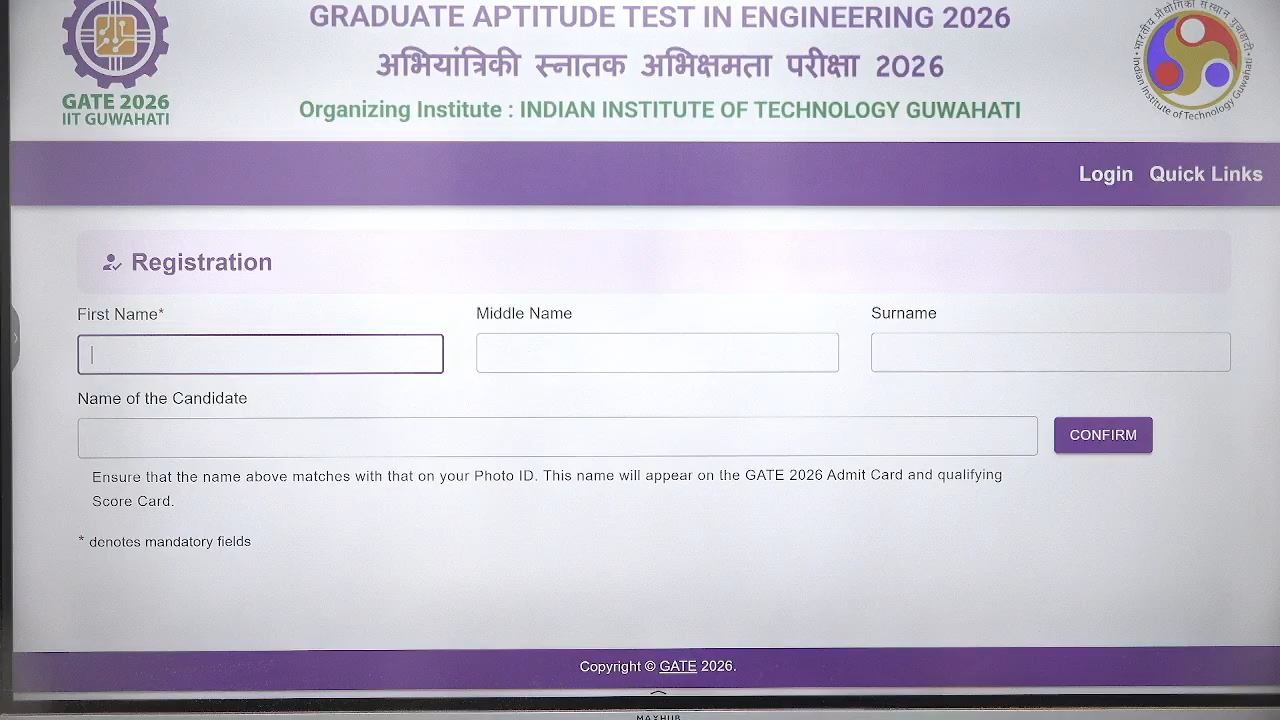 GRADUATE APTITUDE TEST IN ENGINEERING 2026
अभियांत्रिकी स्नातक अभिक्षमता परीक्षा 2026
Organizing Institute : INDIAN INSTITUTE OF TECHNOLOGY GUWAHATI
GATE 2026
IIT GUWAHATI
भारतीय प्रौद्योगिकी संस्थान गुवाहाटी
Indian Institute of Technology Guwahati
Login Quick Links
Registration
First Name* Middle Name Surname
Name of the Candidate
CONFIRM
Ensure that the name above matches with that on your Photo ID. This name will appear on the GATE 2026 Admit Card and qualifying
Score Card.
* denotes mandatory fields
Copyright © GATE 2026.
MAXHUB